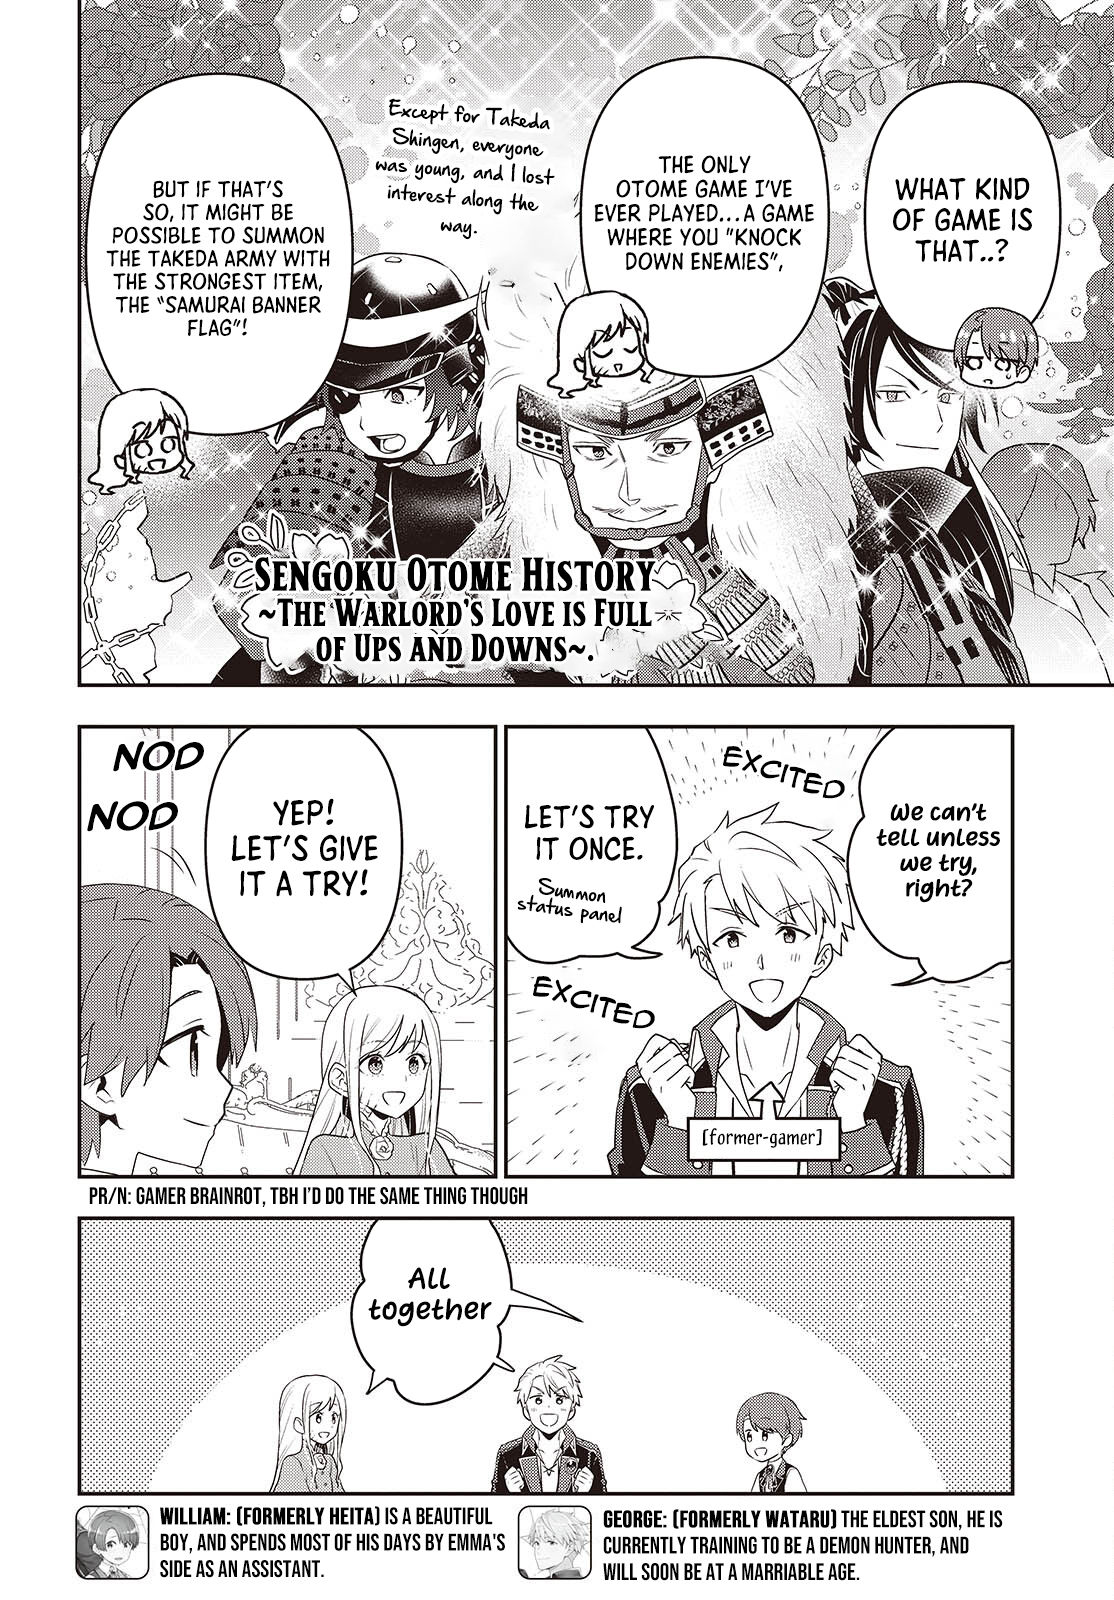 WHAT KIND
OF GAME IS
THAT..?
THE ONLY
OTOME GAME I'VE
EVER PLAYED...A GAME
WHERE YOU "KNOCK
DOWN ENEMIES",
Except for Takeda
Shingen, everyone
was young, and I lost
interest along the
way.
BUT IF THAT'S
SO, IT MIGHT BE
POSSIBLE TO SUMMON
THE TAKEDA ARMY WITH
THE STRONGEST ITEM,
THE "SAMURAI BANNER
FLAG"!
SENGOKU OTOME HISTORY
~THE WARLORD'S LOVE IS FULL
OF UPS AND DOWNS~.
We can't
tell unless
we try,
right?
EXCITED
LET'S TRY
IT ONCE.
Summon
status panel
EXCITED
[former-gamer]
YEP!
LET'S GIVE
IT A TRY!
NOD
NOD
PR/N: GAMER BRAINROT, TBH I'D DO THE SAME THING THOUGH
All
together
WILLIAM: (FORMERLY HEITA) IS A BEAUTIFUL
BOY, AND SPENDS MOST OF HIS DAYS BY EMMA'S
SIDE AS AN ASSISTANT.
GEORGE: (FORMERLY WATARU) THE ELDEST SON, HE IS
CURRENTLY TRAINING TO BE A DEMON HUNTER, AND
WILL SOON BE AT A MARRIABLE AGE.